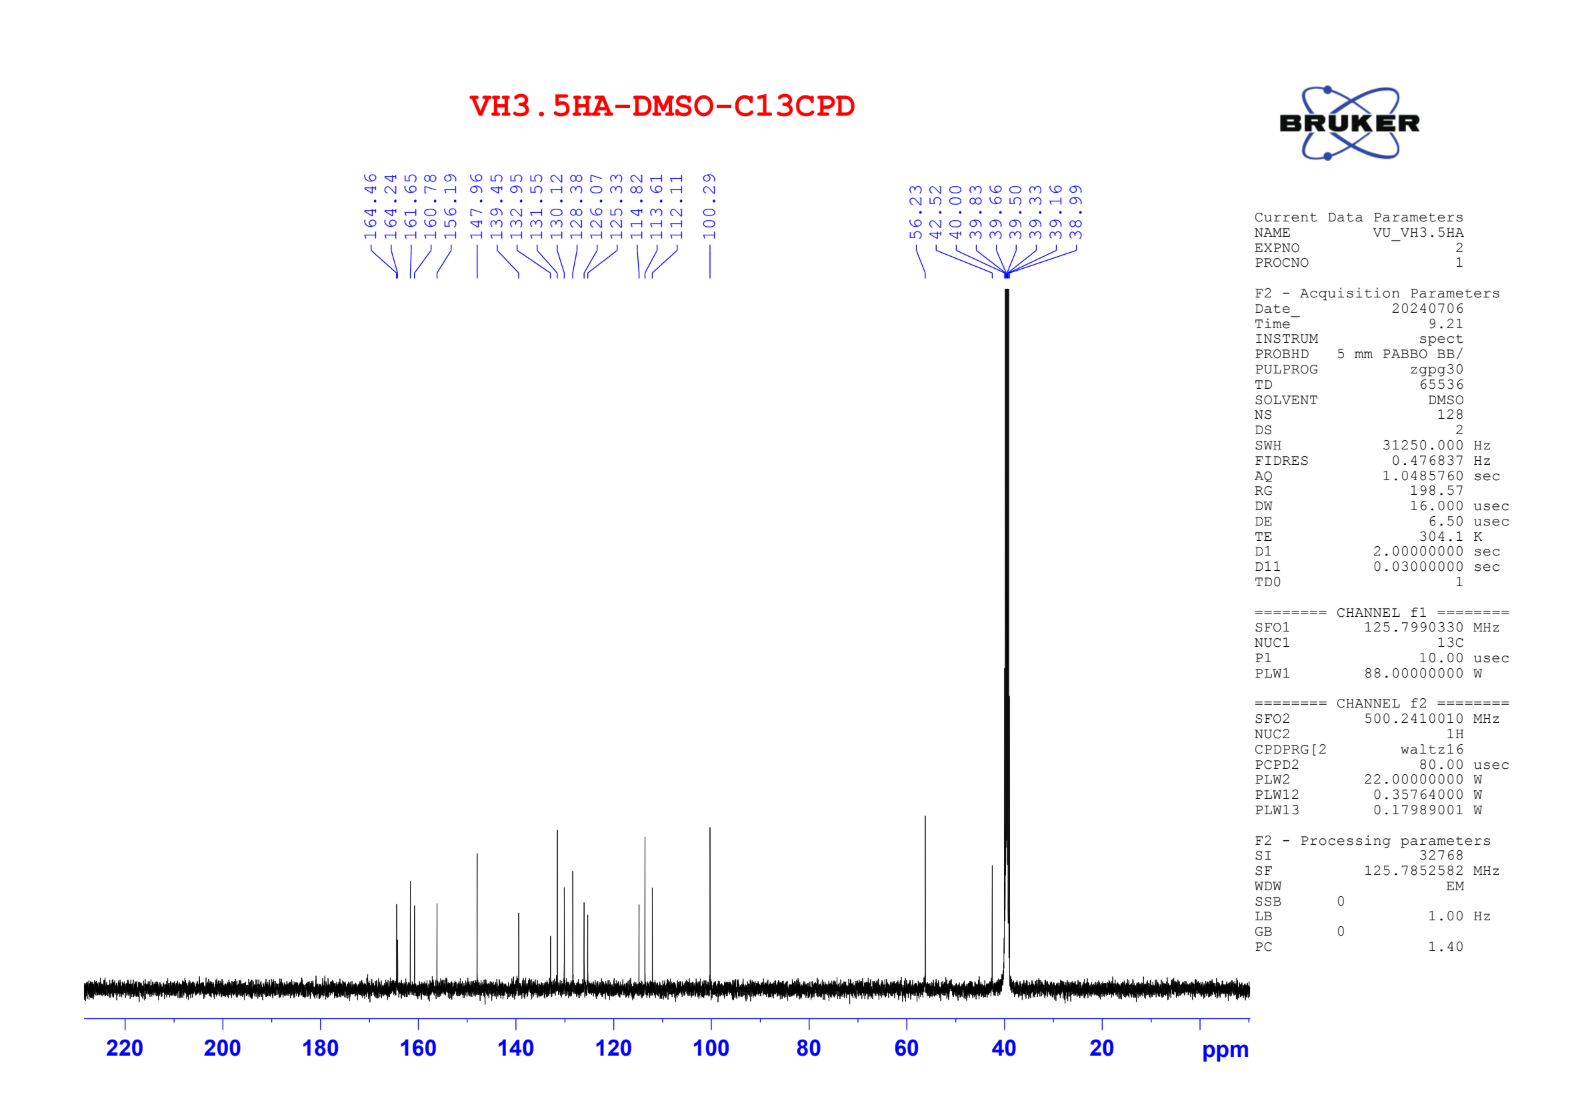 VH3.5HA-DMSO-C13CPD
BRUKER
164.46
164.24
161.65
160.78
156.19
147.96
139.45
132.95
131.55
130.12
128.38
126.07
125.33
114.82
113.61
112.11
100.29
56.23
42.52
40.00
39.83
39.66
39.50
39.33
39.16
38.99
Current Data Parameters
NAME VU_VH3.5HA
EXPNO 2
PROCNO 1
F2 - Acquisition Parameters
Date_ 20240706
Time 9.21
INSTRUM spect
PROBHD 5 mm PABBO BB/
PULPROG zgpg30
TD 65536
SOLVENT DMSO
NS 128
DS 2
SWH 31250.000 Hz
FIDRES 0.476837 Hz
AQ 1.0485760 sec
RG 198.57
DW 16.000 usec
DE 6.50 usec
TE 304.1 K
D1 2.00000000 sec
D11 0.03000000 sec
TD0 1
======== CHANNEL f1 ========
SFO1 125.7990330 MHz
NUC1 13C
P1 10.00 usec
PLW1 88.00000000 W
======== CHANNEL f2 ========
SFO2 500.2410010 MHz
NUC2 1H
CPDPRG[2 waltz16
PCPD2 80.00 usec
PLW2 22.00000000 W
PLW12 0.35764000 W
PLW13 0.17989001 W
F2 - Processing parameters
SI 32768
SF 125.7852582 MHz
WDW EM
SSB 0
LB 1.00 Hz
GB 0
PC 1.40
220 200 180 160 140 120 100 80 60 40 20 ppm